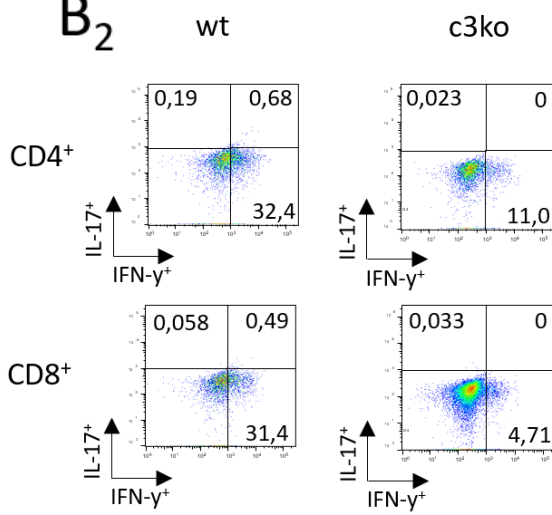 B2
wt c3ko
CD4+
0,19 0,68
32,4
IL-17+
IFN-y+
0,023 0
11,0
IL-17+
IFN-y+
CD8+
0,058 0,49
31,4
IL-17+
IFN-y+
0,033 0
4,71
IL-17+
IFN-y+